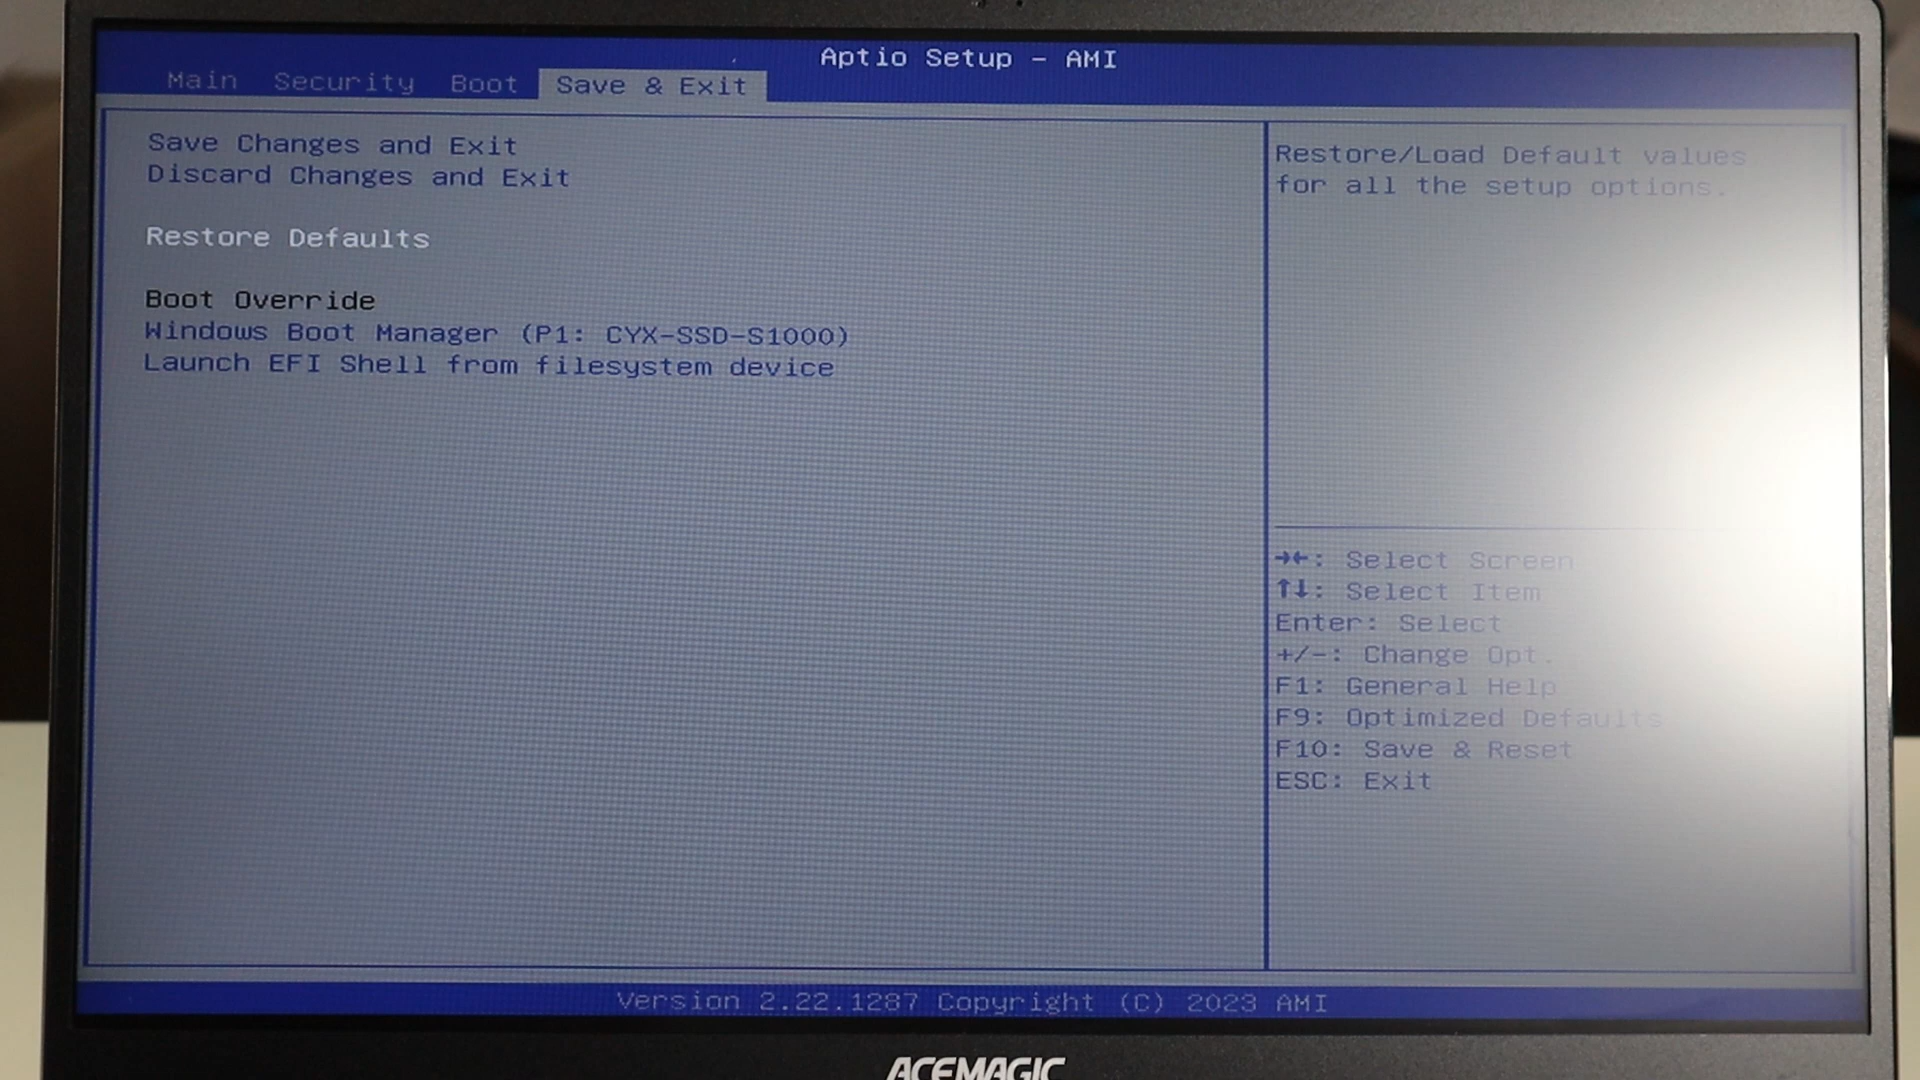 Aptio Setup – AMI
Main Security Boot Save & Exit
Save Changes and Exit
Discard Changes and Exit
Restore Defaults
Boot Override
Windows Boot Manager (P1: CYX-SSD-S1000)
Launch EFI Shell from filesystem device
Restore/Load Default values
for all the setup options.
→←: Select Screen
↑↓: Select Item
Enter: Select
+/-: Change Opt.
F1: General Help
F9: Optimized Defaults
F10: Save & Reset
ESC: Exit
Version 2.22.1287 Copyright (C) 2023 AMI
ACEMAGIC